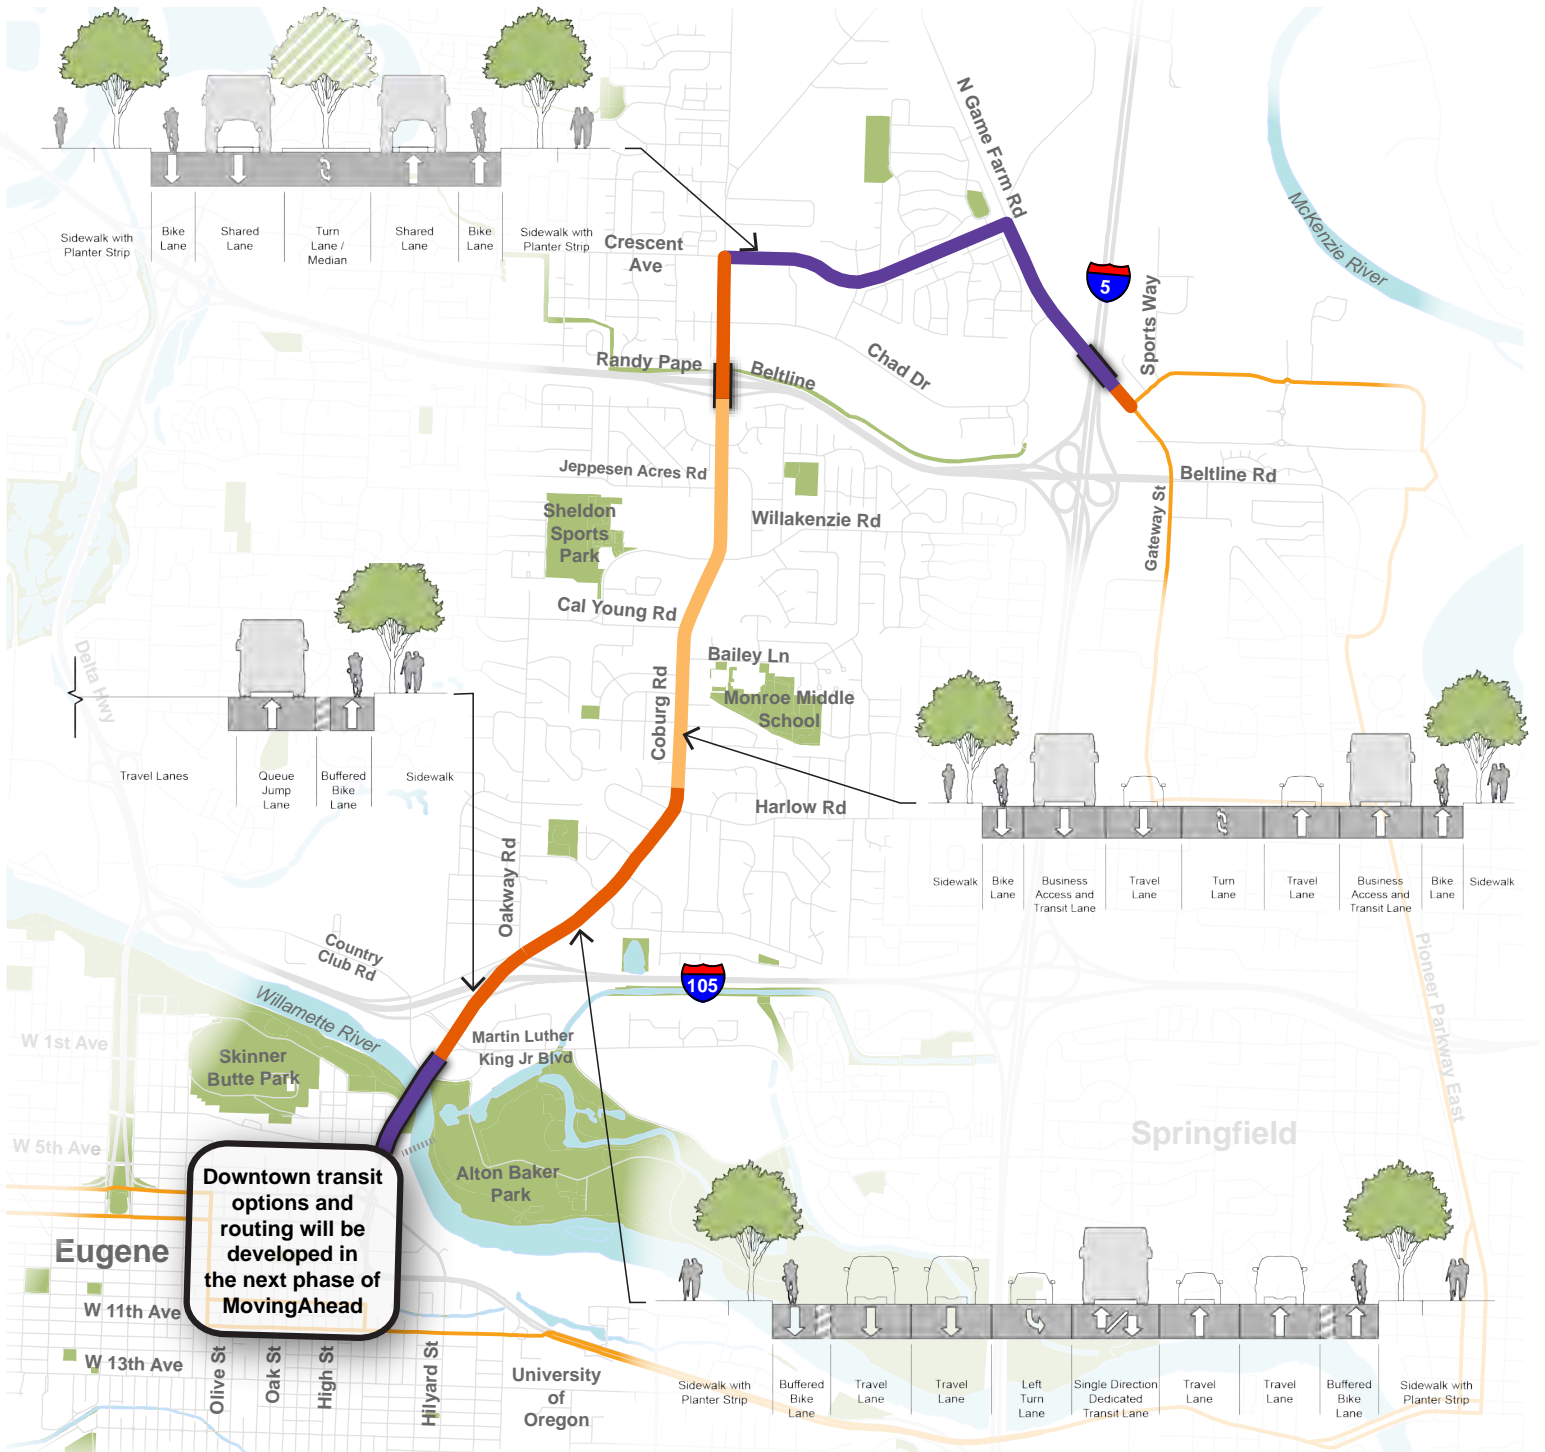 Sidewalk with
Planter Strip
Bike
Lane
Shared
Lane
Turn
Lane /
Median
Shared
Lane
Bike
Lane
Sidewalk with
Planter Strip
Crescent
Ave
N Game Farm Rd
McKenzie River
5
Sports Way
Randy Pape
Beltline
Chad Dr
Jeppesen Acres Rd
Beltline Rd
Gateway St
Sheldon
Sports
Park
Willakenzie Rd
Cal Young Rd
Delta Hwy
Bailey Ln
Monroe Middle
School
Coburg Rd
Travel Lanes
Queue
Jump
Lane
Buffered
Bike
Lane
Sidewalk
Harlow Rd
Sidewalk
Bike
Lane
Business
Access and
Transit Lane
Travel
Lane
Turn
Lane
Travel
Lane
Business
Access and
Transit Lane
Bike
Lane
Sidewalk
Oakway Rd
Country
Club Rd
105
Willamette River
Pioneer Parkway East
W 1st Ave
Martin Luther
King Jr Blvd
Skinner
Butte Park
W 5th Ave
Springfield
Alton Baker
Park
Downtown transit
options and
routing will be
developed in
the next phase of
MovingAhead
Eugene
W 11th Ave
W 13th Ave
Olive St
Oak St
High St
Hilyard St
University
of
Oregon
Sidewalk with
Planter Strip
Buffered
Bike
Lane
Travel
Lane
Travel
Lane
Left
Turn
Lane
Single Direction
Dedicated
Transit Lane
Travel
Lane
Travel
Lane
Buffered
Bike
Lane
Sidewalk with
Planter Strip